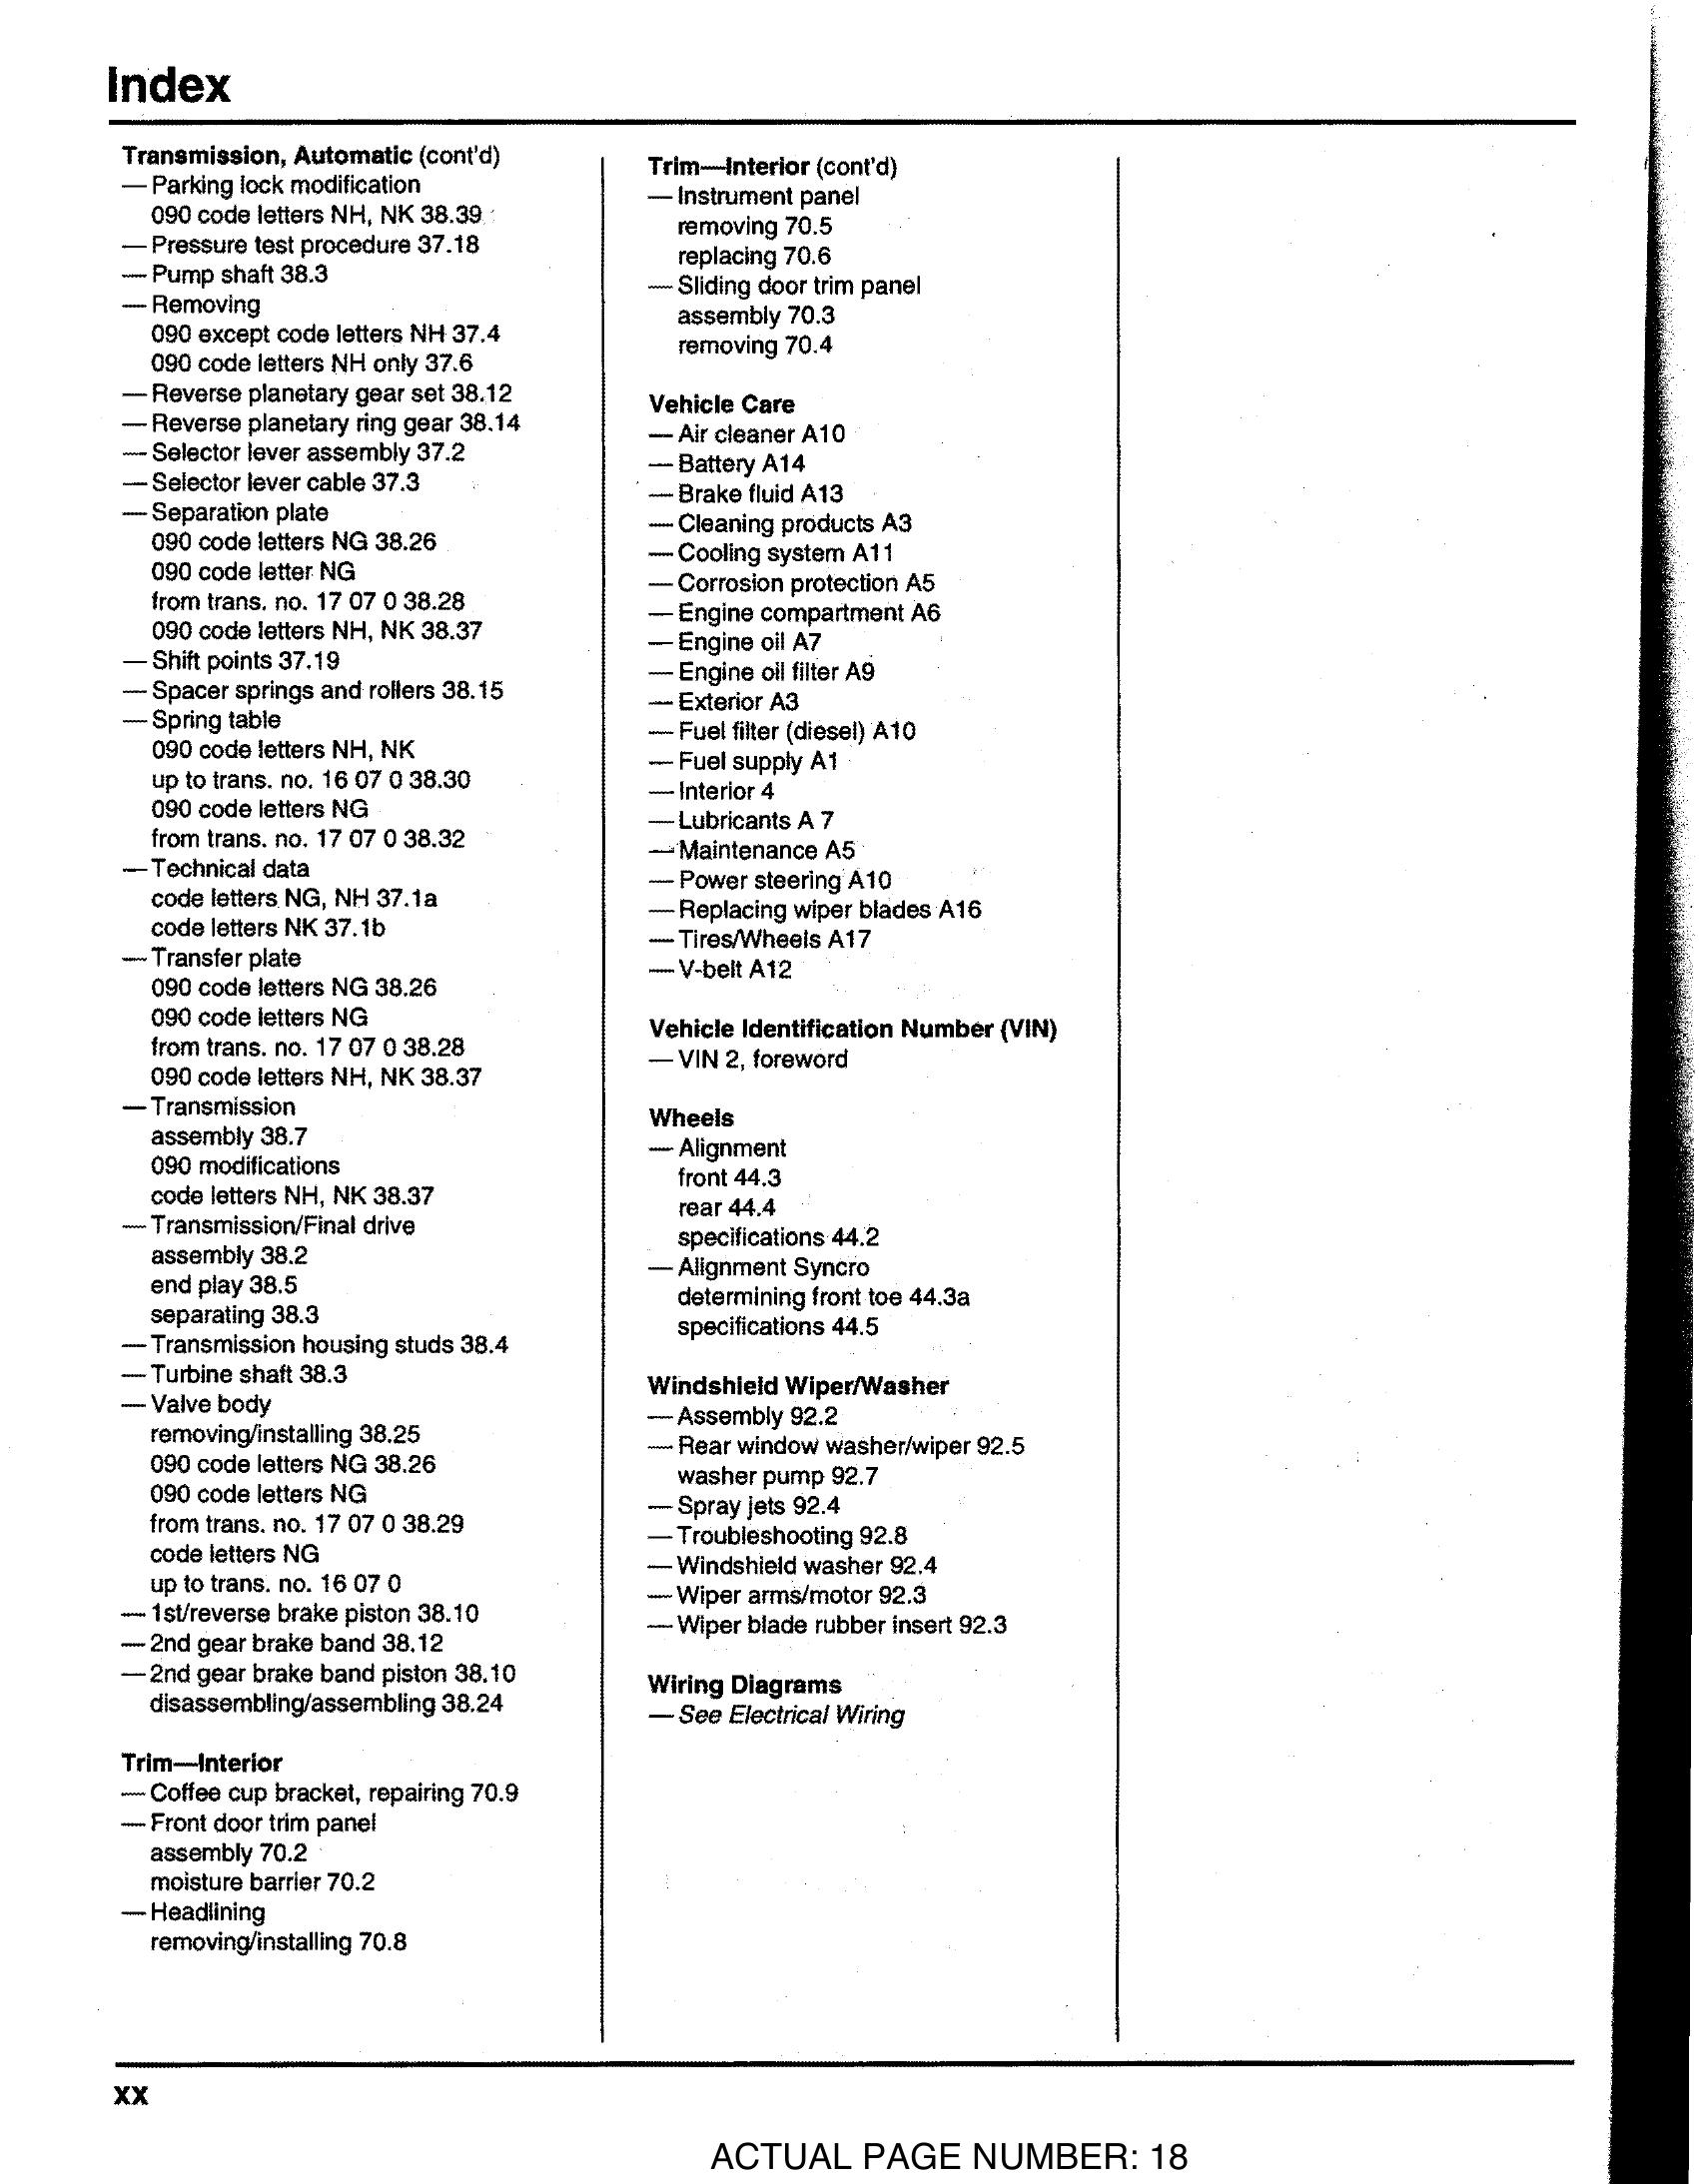 Index
Transmission, Automatic (cont'd)
— Parking lock modification
090 code letters NH, NK 38.39
— Pressure test procedure 37.18
— Pump shaft 38.3
— Removing
090 except code letters NH 37.4
090 code letters NH only 37.6
— Reverse planetary gear set 38.12
— Reverse planetary ring gear 38.14
— Selector lever assembly 37.2
— Selector lever cable 37.3
— Separation plate
090 code letters NG 38.26
090 code letter NG
from trans. no. 17 07 0 38.28
090 code letters NH, NK 38.37
— Shift points 37.19
— Spacer springs and rollers 38.15
— Spring table
090 code letters NH, NK
up to trans. no. 16 07 0 38.30
090 code letters NG
from trans. no. 17 07 0 38.32
— Technical data
code letters NG, NH 37.1a
code letters NK 37.1b
— Transfer plate
090 code letters NG 38.26
090 code letters NG
from trans. no. 17 07 0 38.28
090 code letters NH, NK 38.37
— Transmission
assembly 38.7
090 modifications
code letters NH, NK 38.37
— Transmission/Final drive
assembly 38.2
end play 38.5
separating 38.3
— Transmission housing studs 38.4
— Turbine shaft 38.3
— Valve body
removing/installing 38.25
090 code letters NG 38.26
090 code letters NG
from trans. no. 17 07 0 38.29
code letters NG
up to trans. no. 16 07 0
— 1st/reverse brake piston 38.10
— 2nd gear brake band 38.12
— 2nd gear brake band piston 38.10
disassembling/assembling 38.24
Trim—Interior
— Coffee cup bracket, repairing 70.9
— Front door trim panel
assembly 70.2
moisture barrier 70.2
— Headlining
removing/installing 70.8
Trim—Interior (cont'd)
— Instrument panel
removing 70.5
replacing 70.6
— Sliding door trim panel
assembly 70.3
removing 70.4
Vehicle Care
— Air cleaner A10
— Battery A14
— Brake fluid A13
— Cleaning products A3
— Cooling system A11
— Corrosion protection A5
— Engine compartment A6
— Engine oil A7
— Engine oil filter A9
— Exterior A3
— Fuel filter (diesel) A10
— Fuel supply A1
— Interior 4
— Lubricants A 7
— Maintenance A5
— Power steering A10
— Replacing wiper blades A16
— Tires/Wheels A17
— V-belt A12
Vehicle Identification Number (VIN)
— VIN 2, foreword
Wheels
— Alignment
front 44.3
rear 44.4
specifications 44.2
— Alignment Syncro
determining front toe 44.3a
specifications 44.5
Windshield Wiper/Washer
— Assembly 92.2
— Rear window washer/wiper 92.5
washer pump 92.7
— Spray jets 92.4
— Troubleshooting 92.8
— Windshield washer 92.4
— Wiper arms/motor 92.3
— Wiper blade rubber insert 92.3
Wiring Diagrams
— See Electrical Wiring
xx
ACTUAL PAGE NUMBER: 18